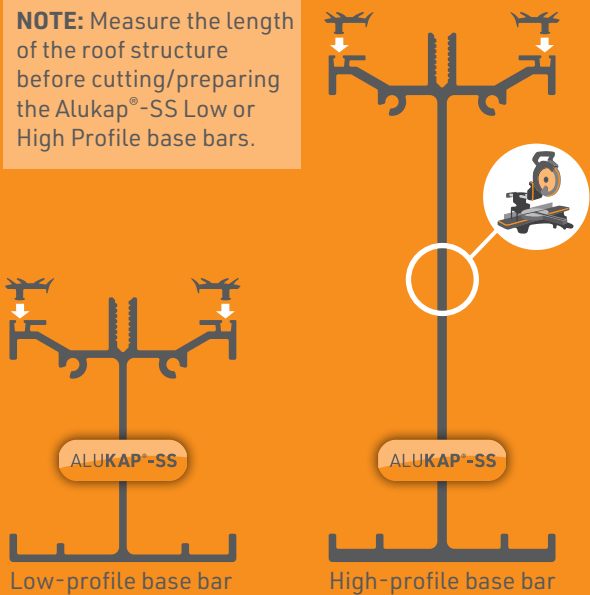 NOTE: Measure the length
of the roof structure
before cutting/preparing
the Alukap®-SS Low or
High Profile base bars.
ALUKAP®-SS
ALUKAP®-SS
Low-profile base bar
High-profile base bar